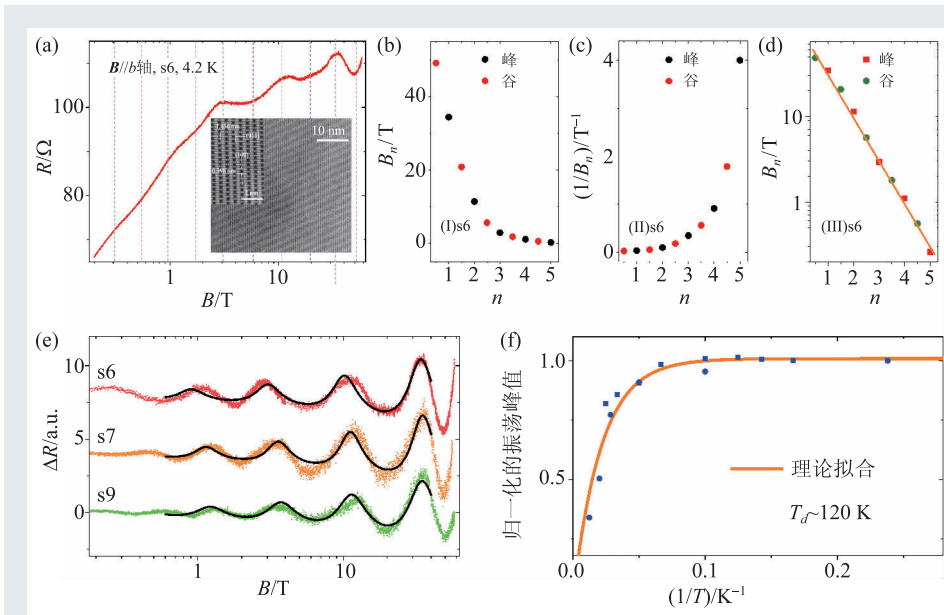 (a)
B//b轴, s6, 4.2 K
100
80
R/Ω
1
10
B/T
10 nm
2 nm
(b)
峰
谷
40
20
0
B_n/T
(I)s6
1 2 3 4 5
n
(c)
峰
谷
4
2
0
(1/B_n)/T⁻¹
(II)s6
1 2 3 4 5
n
(d)
峰
谷
10
1
B_n/T
(III)s6
1 2 3 4 5
n
(e)
10
5
0
ΔR/a.u.
s6
s7
s9
1
10
B/T
(f)
1.0
0.5
归一化的振荡峰值
理论拟合
T_d~120 K
0.0
0.1
0.2
(1/T)/K⁻¹